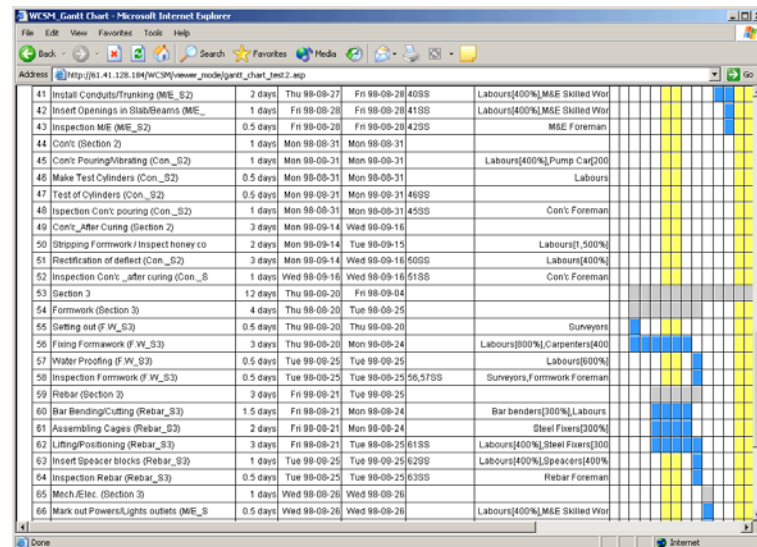 WCSM_Gantt Chart - Microsoft Internet Explorer
File Edit View Favorites Tools Help
Back Search Favorites Media
Address http://61.41.128.184/WCSM/viewer_mode/gantt_chart_test2.asp Go
41 Install Conduits/Trunking (M/E_S2) 2 days Thu 98-08-27 Fri 98-08-28 40SS Labours[400%],M&E Skilled Wor
42 Insert Openings in Slab/Beams (M/E_ 1 days Fri 98-08-28 Fri 98-08-28 41SS Labours[400%],M&E Skilled Wor
43 Inspection M/E (M/E_S2) 0.5 days Fri 98-08-28 Fri 98-08-28 42SS M&E Foreman
44 Con't (Section 2) 1 days Mon 98-08-31 Mon 98-08-31
45 Con't Pouring/Vibrating (Con._S2) 1 days Mon 98-08-31 Mon 98-08-31 Labours[400%],Pump Car[200
46 Make Test Cylinders (Con._S2) 0.5 days Mon 98-08-31 Mon 98-08-31 Labours
47 Test of Cylinders (Con._S2) 0.5 days Mon 98-08-31 Mon 98-08-31 46SS
48 Ispection Con't pouring (Con._S2) 1 days Mon 98-08-31 Mon 98-08-31 45SS Con't Foreman
49 Con't_After Curing (Section 2) 3 days Mon 98-09-14 Wed 98-09-16
50 Stripping Formwork / Inspect honey co 2 days Mon 98-09-14 Tue 98-09-15 Labours[1,500%]
51 Rectification of deflect (Con._S2) 3 days Mon 98-09-14 Wed 98-09-16 50SS Labours[400%]
52 Inspection Con't _after curing (Con._S 1 days Wed 98-09-16 Wed 98-09-16 51SS Con't Foreman
53 Section 3 12 days Thu 98-08-20 Fri 98-09-04
54 Formwork (Section 3) 4 days Thu 98-08-20 Tue 98-08-25
55 Setting out (F.W_S3) 0.5 days Thu 98-08-20 Thu 98-08-20 Surveyors
56 Fixing Formawork (F.W_S3) 3 days Thu 98-08-20 Mon 98-08-24 Labours[800%],Carpenters[400
57 Water Proofing (F.W_S3) 0.5 days Tue 98-08-25 Tue 98-08-25 Labours[600%]
58 Inspection Formwork (F.W_S3) 0.5 days Tue 98-08-25 Tue 98-08-25 56,57SS Surveyors,Formwork Foreman
59 Rebar (Section 3) 3 days Fri 98-08-21 Tue 98-08-25
60 Bar Bending/Cutting (Rebar_S3) 1.5 days Fri 98-08-21 Mon 98-08-24 Bar benders[300%],Labours
61 Assembling Cages (Rebar_S3) 2 days Fri 98-08-21 Mon 98-08-24 Steel Fixers[300%]
62 Lifting/Positioning (Rebar_S3) 3 days Fri 98-08-21 Tue 98-08-25 61SS Labours[400%],Steel Fixers[300
63 Insert Speacer blocks (Rebar_S3) 1 days Tue 98-08-25 Tue 98-08-25 62SS Labours[400%],Speacers[400%
64 Inspection Rebar (Rebar_S3) 0.5 days Tue 98-08-25 Tue 98-08-25 63SS Rebar Foreman
65 Mech./Elec. (Section 3) 1 days Wed 98-08-26 Wed 98-08-26
66 Mark out Powers/Lights outlets (M/E_S 0.5 days Wed 98-08-26 Wed 98-08-26 Labours[400%],M&E Skilled Wor
Done Internet